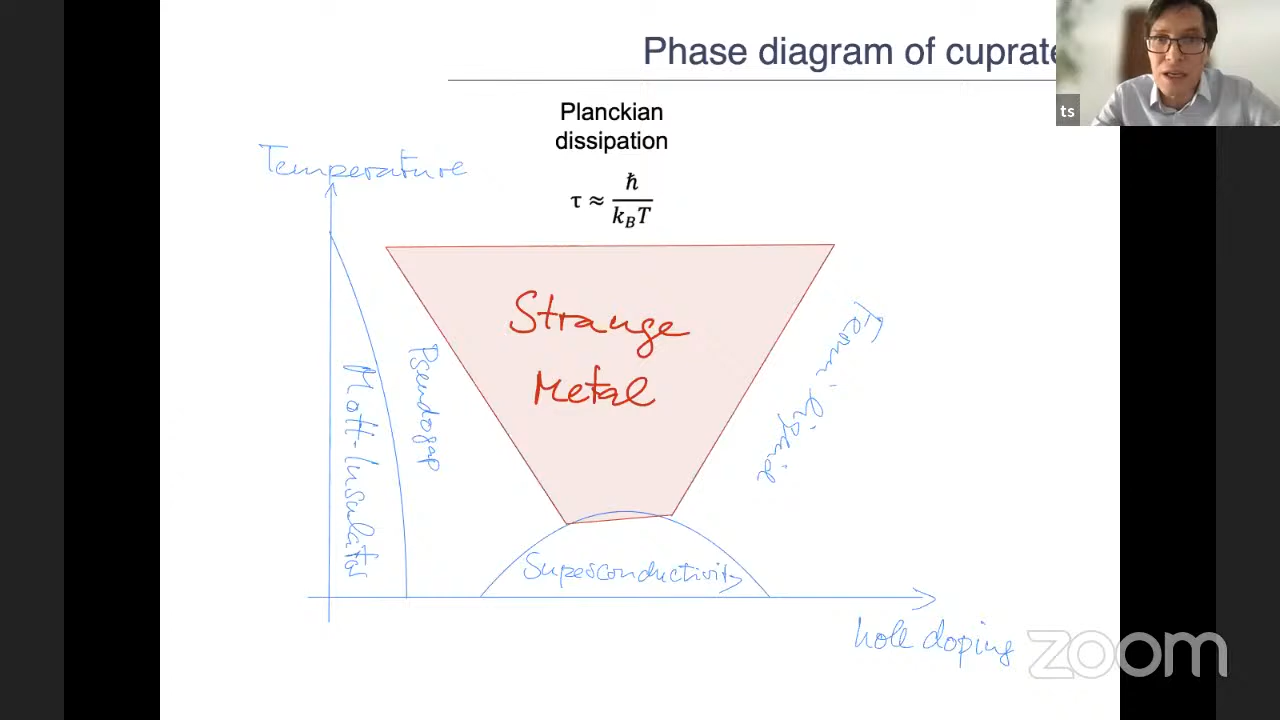 Phase diagram of cuprate
ts
Planckian
dissipation
τ ≈ ħ / k_B T
Temperature
Strange
Metal
Pseudogap
Mott-Insulator
Fermi liquid
Superconductivity
hole doping
zoom